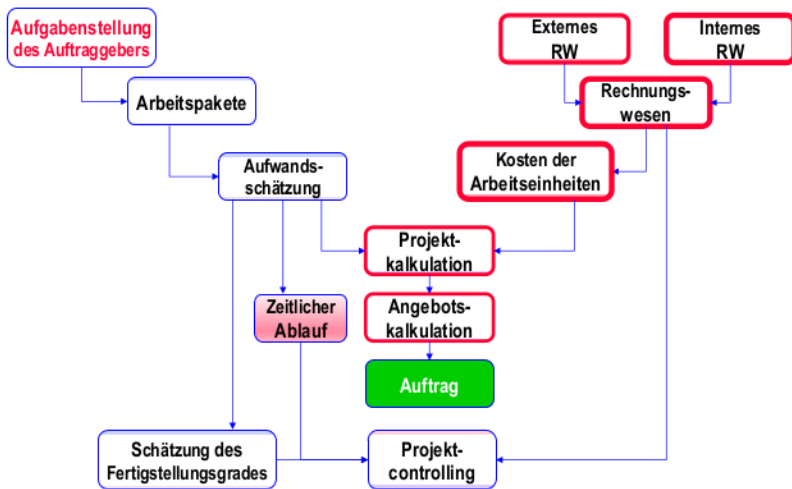 Aufgabenstellung
des Auftraggebers
Externes
RW
Internes
RW
Arbeitspakete
Rechnungs-
wesen
Aufwands-
schätzung
Kosten der
Arbeitseinheiten
Projekt-
kalkulation
Zeitlicher
Ablauf
Angebots-
kalkulation
Auftrag
Schätzung des
Fertigstellungsgrades
Projekt-
controlling